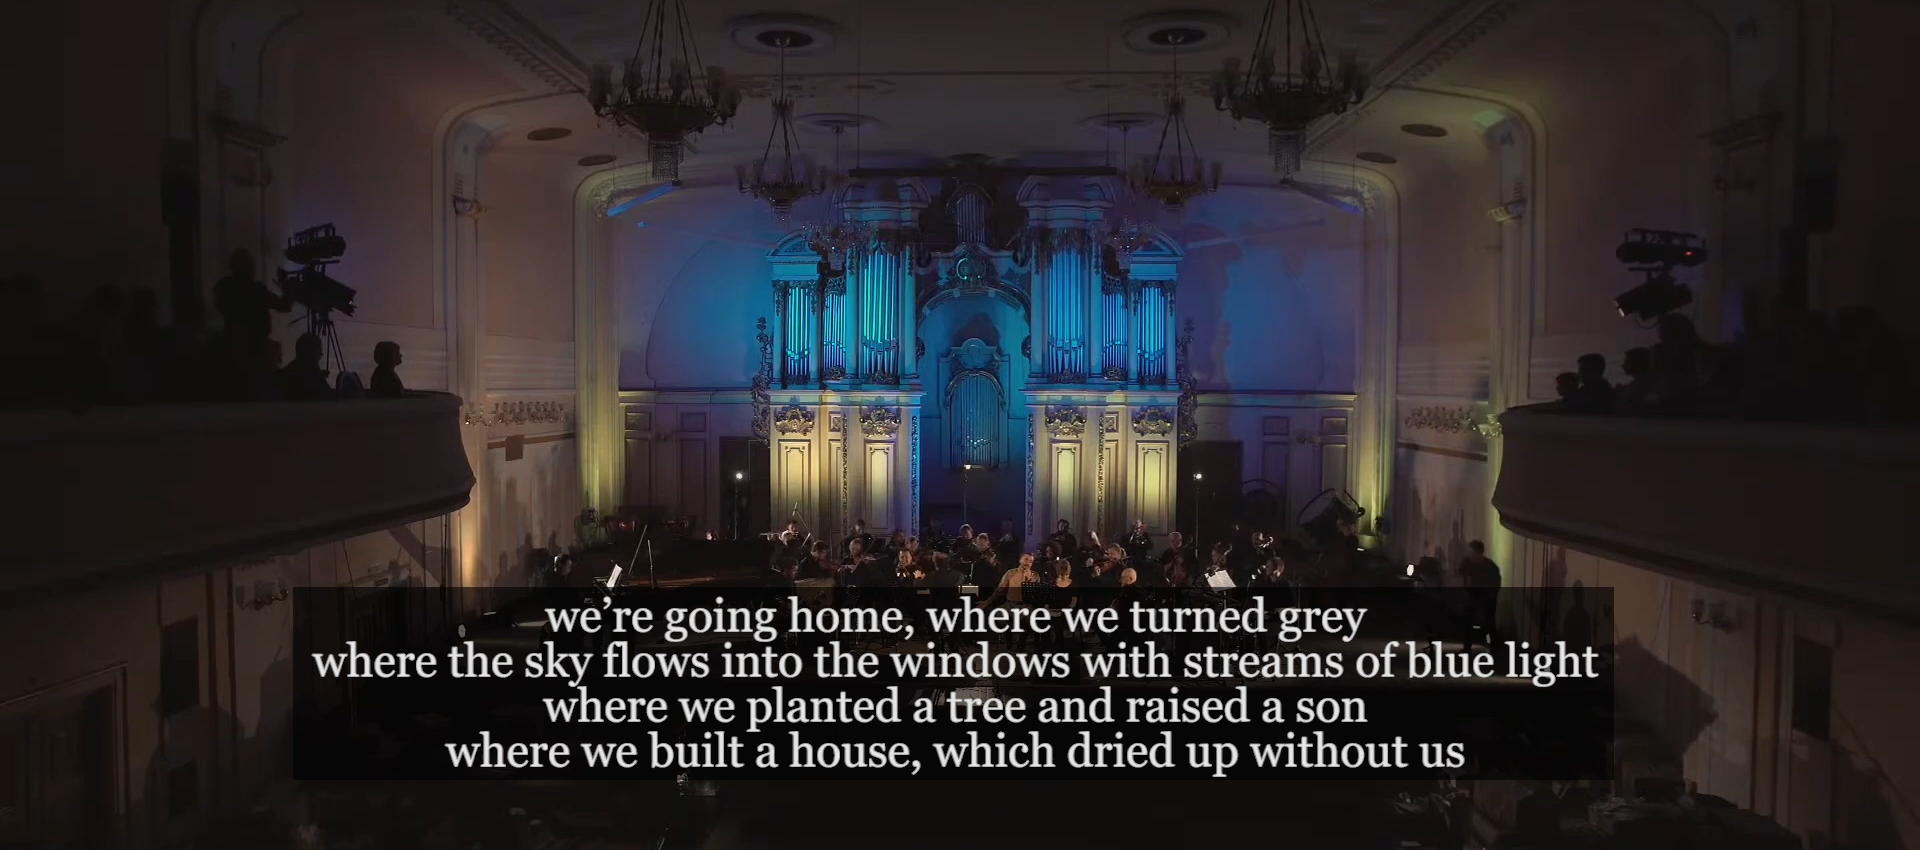 we’re going home, where we turned grey
where the sky flows into the windows with streams of blue light
where we planted a tree and raised a son
where we built a house, which dried up without us